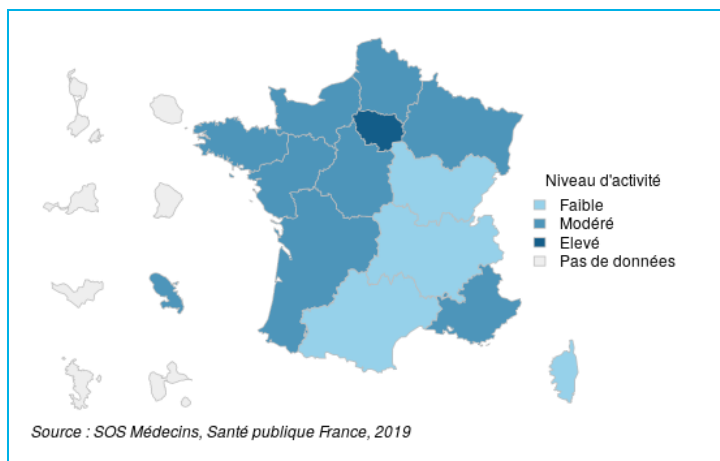 Niveau d'activité
Faible
Modéré
Elevé
Pas de données
Source : SOS Médecins, Santé publique France, 2019